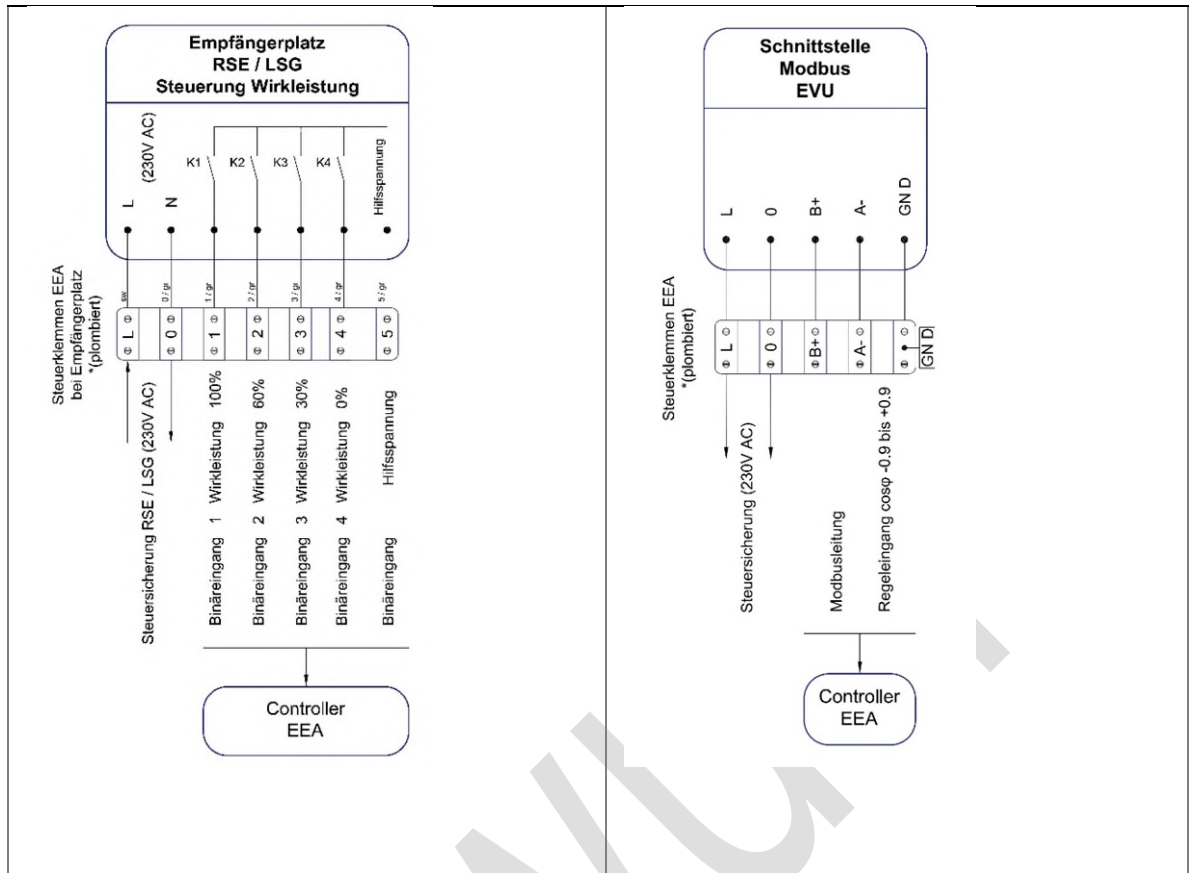 Empfängerplatz
RSE / LSG
Steuerung Wirkleistung
L
(230V AC)
N
K1
K2
K3
K4
Hilfsspannung
Steuerklemmen EEA
bei Empfängerplatz
*(plombiert)
sw
0 / gr
1 / gr
2 / gr
3 / gr
4 / gr
5 / gr
L
0
1
2
3
4
5
Steuersicherung RSE / LSG (230V AC)
Binäreingang 1 Wirkleistung 100%
Binäreingang 2 Wirkleistung 60%
Binäreingang 3 Wirkleistung 30%
Binäreingang 4 Wirkleistung 0%
Binäreingang Hilfsspannung
Controller
EEA
Schnittstelle
Modbus
EVU
L
0
B+
A-
GN D
Steuerklemmen EEA
*(plombiert)
L
0
B+
A-
GN D
Steuersicherung (230V AC)
Modbusleitung
Regeleingang cosφ -0.9 bis +0.9
Controller
EEA